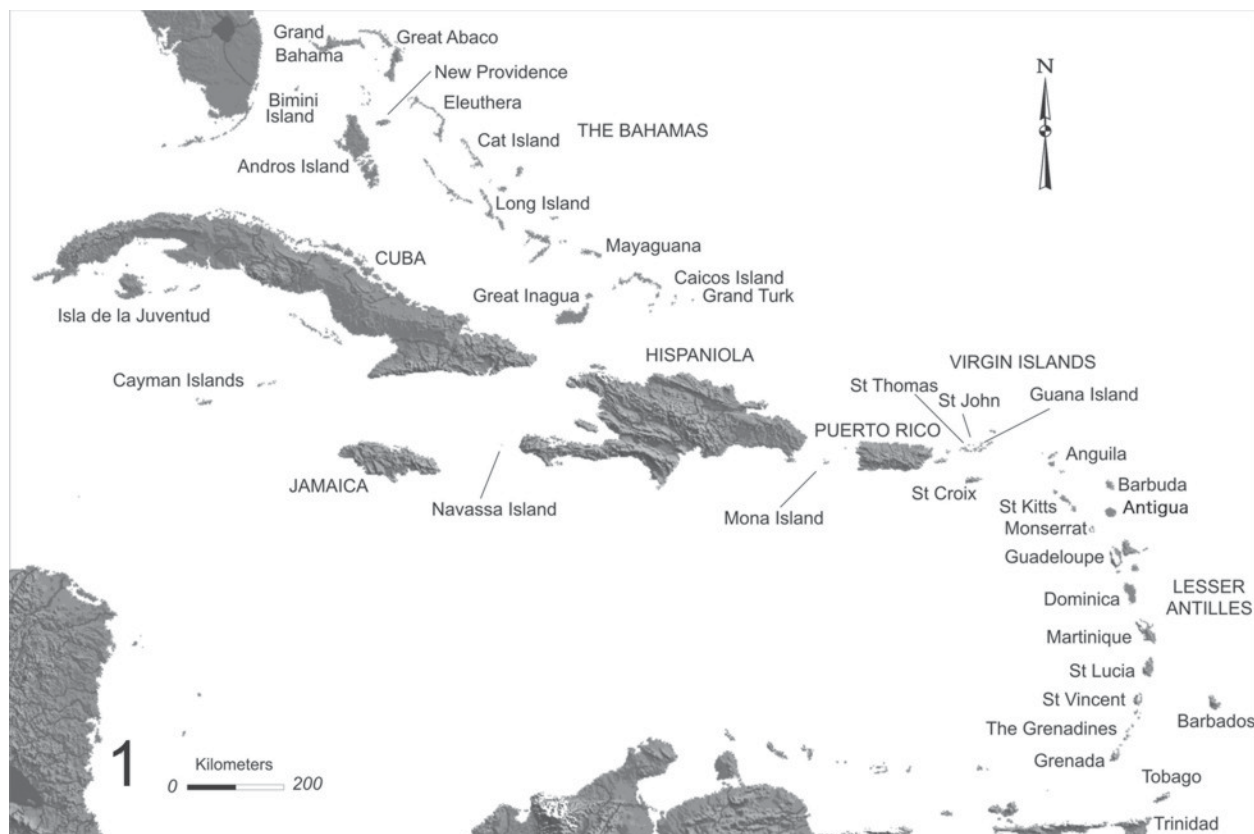 Grand
Bahama
Great Abaco
New Providence
Bimini
Island
Eleuthera
THE BAHAMAS
Cat Island
Andros Island
Long Island
N
CUBA
Mayaguana
Caicos Island
Great Inagua
Grand Turk
Isla de la Juventud
HISPANIOLA
VIRGIN ISLANDS
Cayman Islands
St Thomas
St John
Guana Island
PUERTO RICO
Anguila
JAMAICA
Navassa Island
Mona Island
St Croix
Barbuda
St Kitts
Antigua
Monserrat
Guadeloupe
LESSER
ANTILLES
Dominica
Martinique
St Lucia
St Vincent
Barbados
The Grenadines
Grenada
Tobago
Trinidad
1
Kilometers
0 200